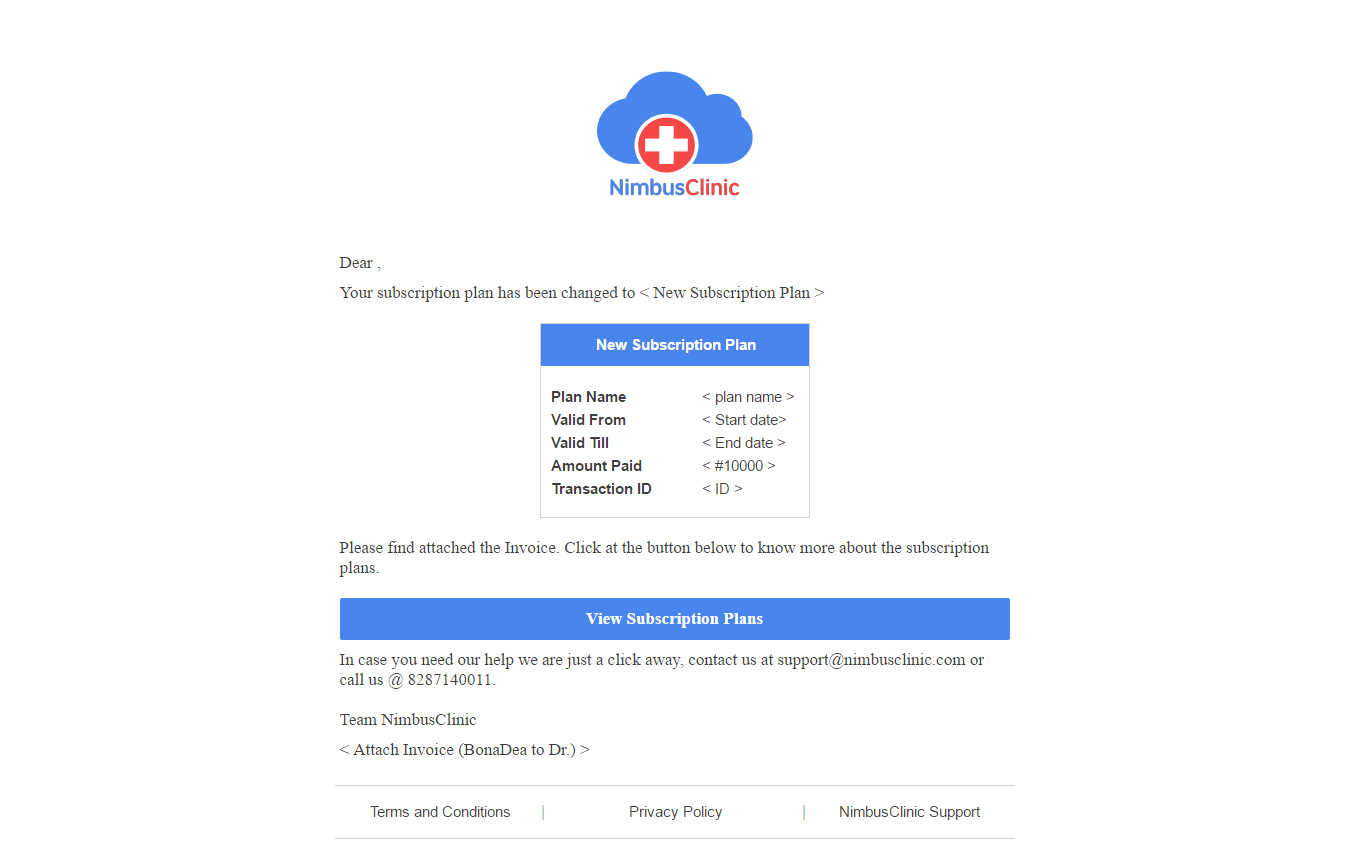 NimbusClinic
Dear ,
Your subscription plan has been changed to < New Subscription Plan >
New Subscription Plan
Plan Name < plan name >
Valid From < Start date>
Valid Till < End date >
Amount Paid < #10000 >
Transaction ID < ID >
Please find attached the Invoice. Click at the button below to know more about the subscription
plans.
View Subscription Plans
In case you need our help we are just a click away, contact us at support@nimbusclinic.com or
call us @ 8287140011.
Team NimbusClinic
< Attach Invoice (BonaDea to Dr.) >
Terms and Conditions | Privacy Policy | NimbusClinic Support